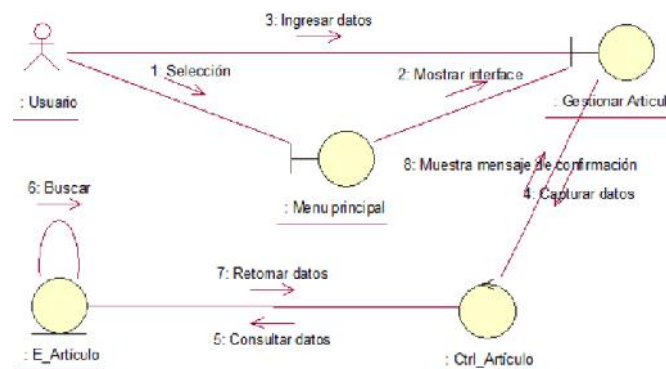 3: Ingresar datos
1: Selección
2: Mostrar interface
: Usuario
: Gestionar Articul
8: Muestra mensaje de confirmación
6: Buscar
4: Capturar datos
: Menu principal
7: Retornar datos
5: Consultar datos
: E_Artículo
: Ctrl_Artículo